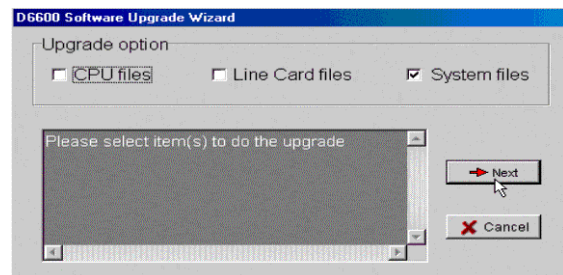 D6600 Software Upgrade Wizard
Upgrade option
CPU files Line Card files System files
Please select item(s) to do the upgrade
Next
Cancel